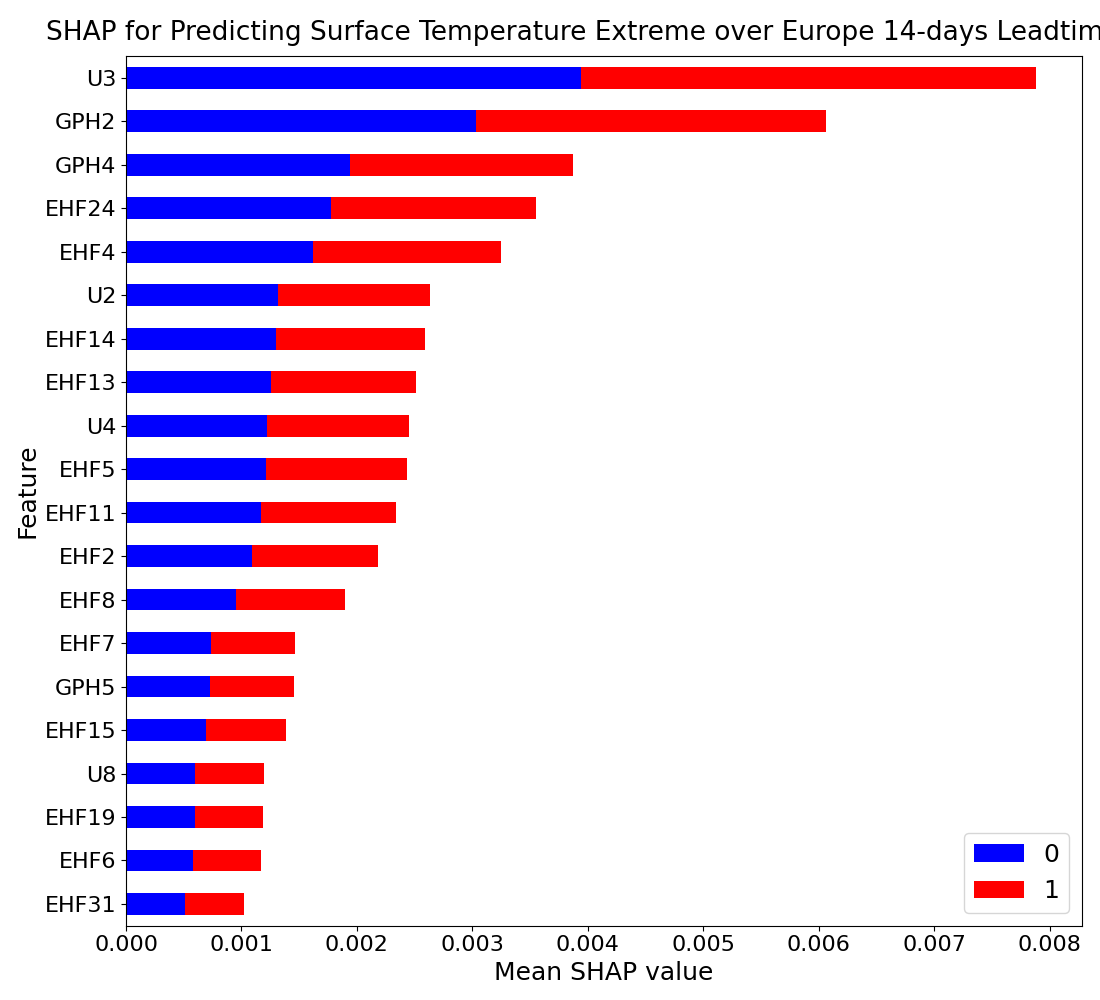 SHAP for Predicting Surface Temperature Extreme over Europe 14-days Leadtim
U3
GPH2
GPH4
EHF24
EHF4
U2
EHF14
EHF13
U4
EHF5
EHF11
EHF2
EHF8
EHF7
GPH5
EHF15
U8
EHF19
EHF6
EHF31
Feature
0
1
0.000 0.001 0.002 0.003 0.004 0.005 0.006 0.007 0.008
Mean SHAP value